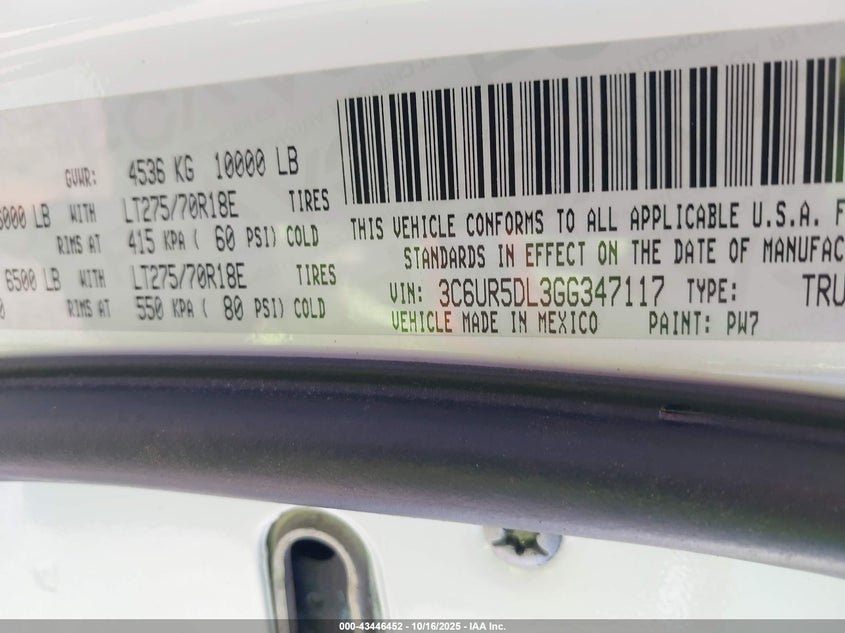 GVWR: 4536 KG 10000 LB
6000 LB WITH LT275/70R18E TIRES
RIMS AT 415 KPA ( 60 PSI) COLD
6500 LB WITH LT275/70R18E TIRES
RIMS AT 550 KPA ( 80 PSI) COLD
THIS VEHICLE CONFORMS TO ALL APPLICABLE U.S.A. F
STANDARDS IN EFFECT ON THE DATE OF MANUFAC
VIN: 3C6UR5DL3GG347117 TYPE: TRU
VEHICLE MADE IN MEXICO PAINT: PW7
000-43446452 - 10/16/2025 - IAA Inc.